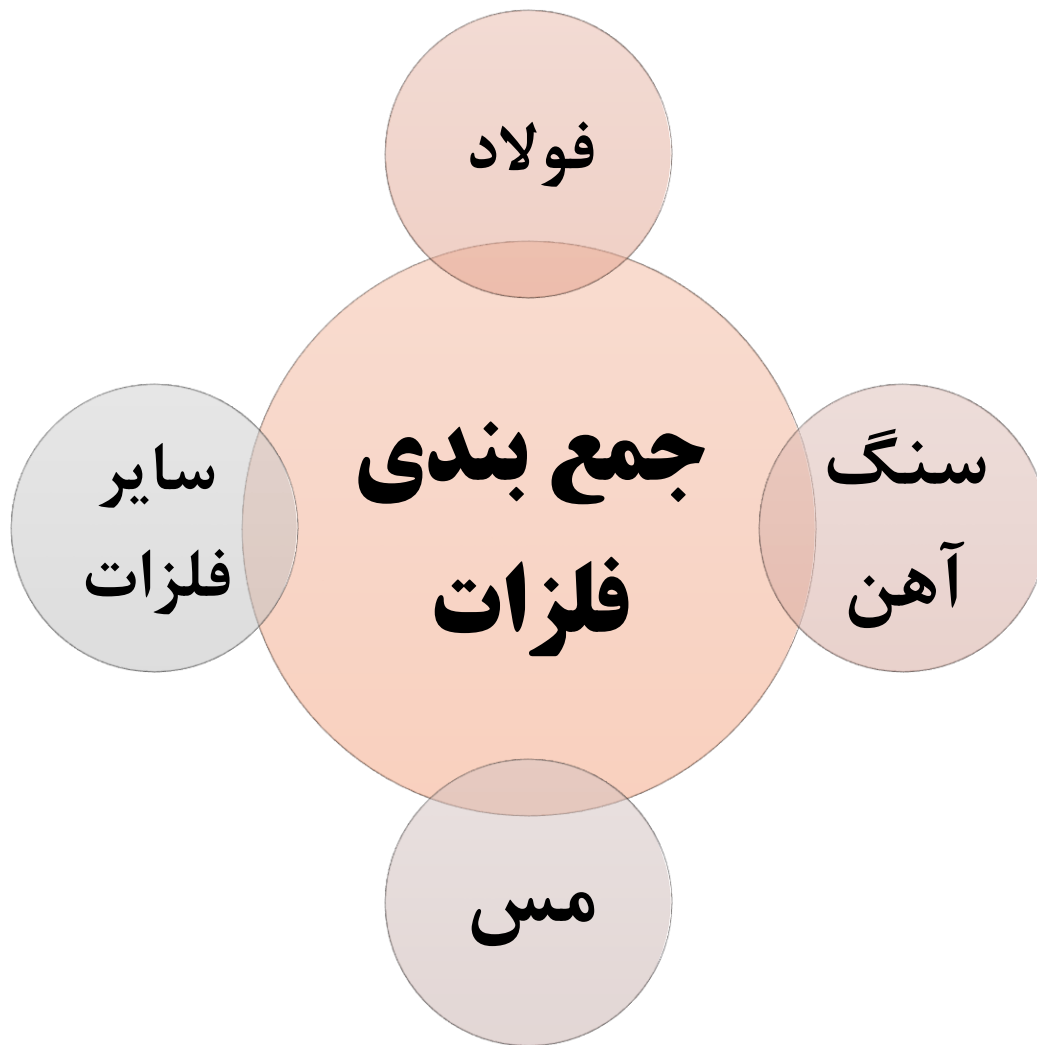 فولاد
جمع بندی
فلزات
سنگ
آهن
مس
سایر
فلزات